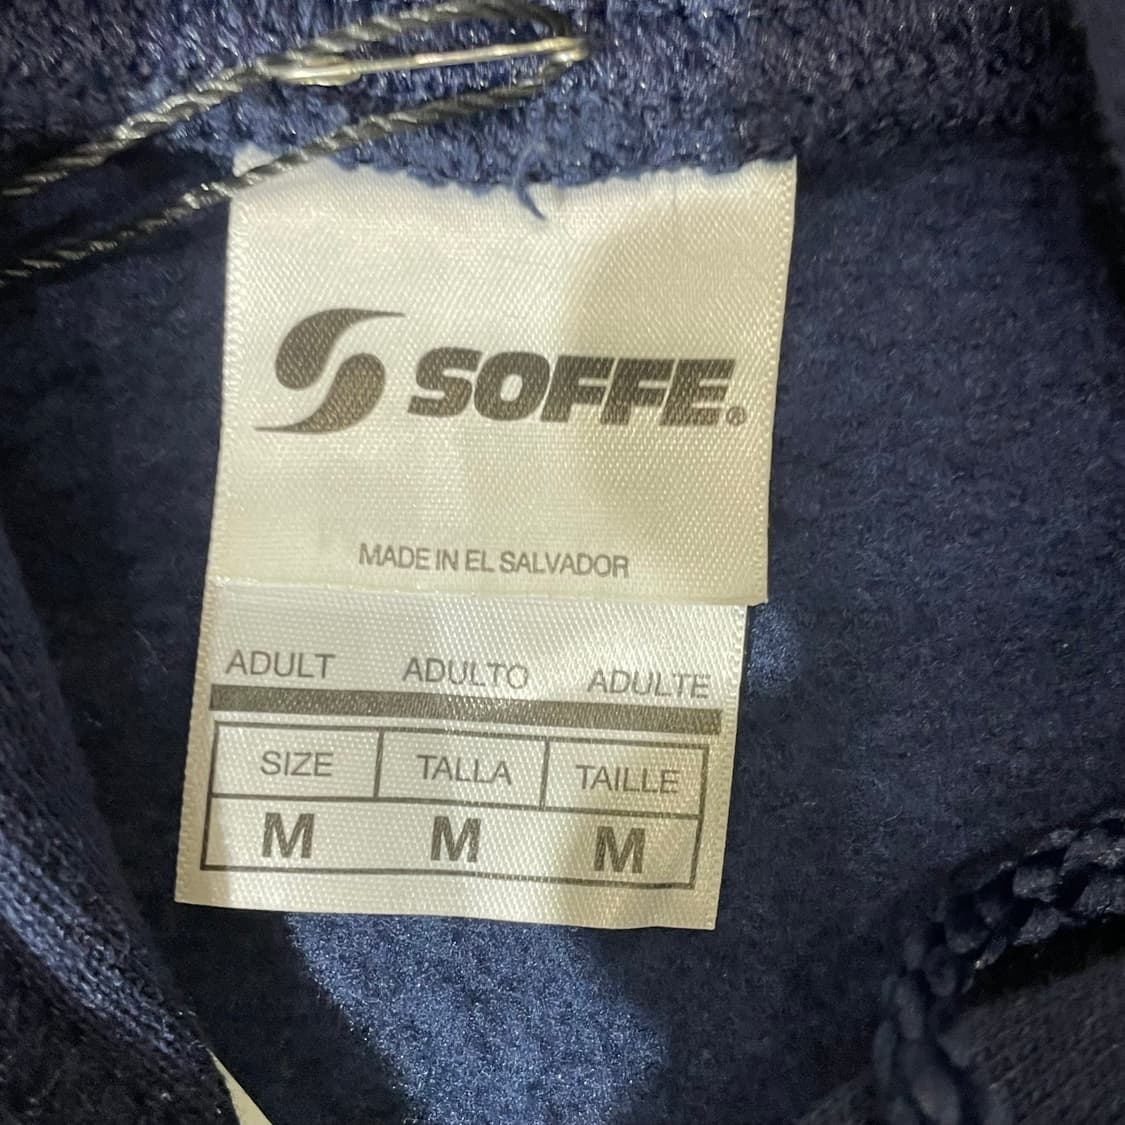 SOFFE®
MADE IN EL SALVADOR
ADULT ADULTO ADULTE
SIZE TALLA TAILLE
M M M